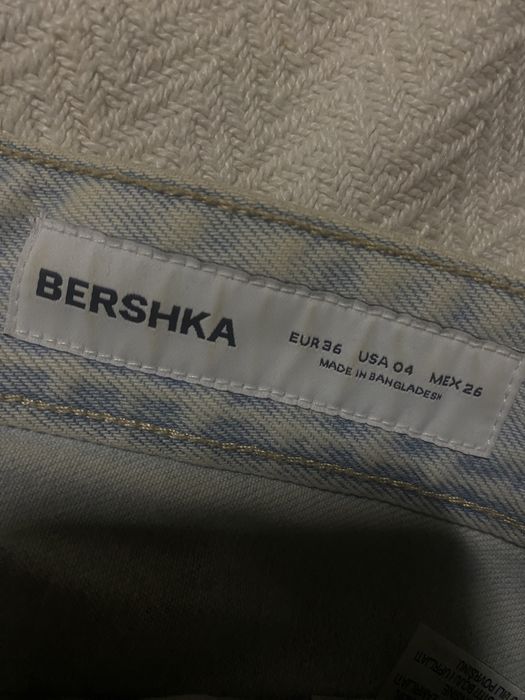 BERSHKA
EUR 36 USA 04 MEX 26
MADE IN BANGLADESH